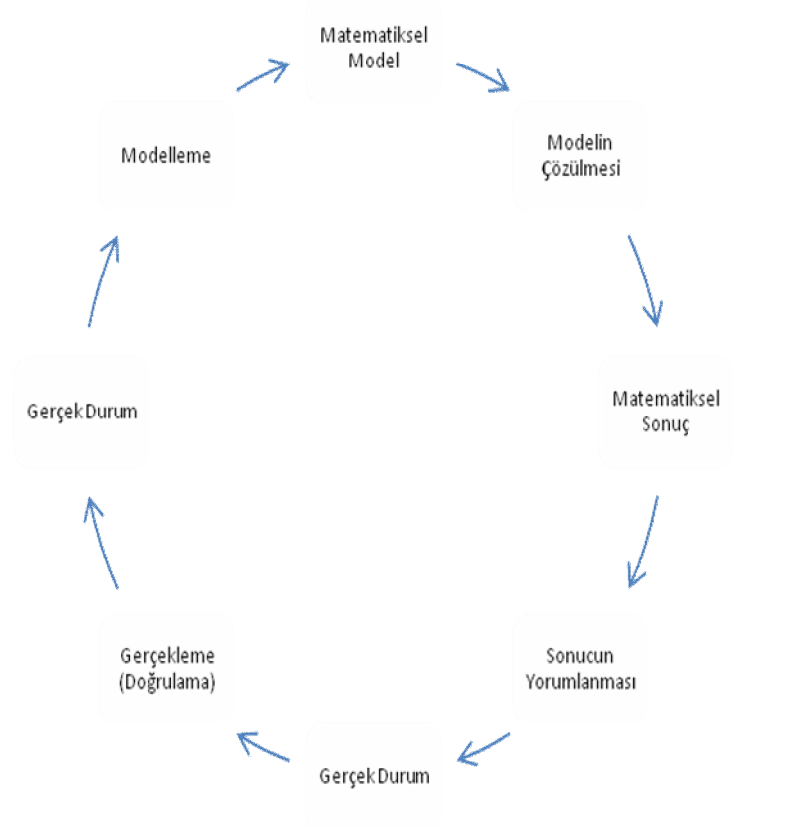 Matematiksel
Model
Modelin
Çözülmesi
Matematiksel
Sonuç
Sonucun
Yorumlanması
Gerçek Durum
Gerçekleme
(Doğrulama)
Gerçek Durum
Modelleme